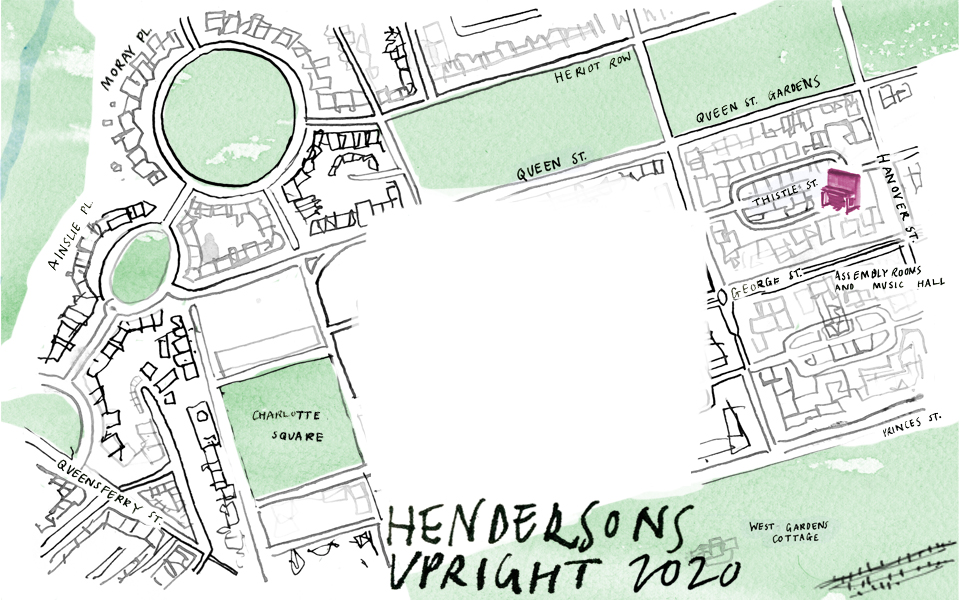 MORAY PL
HERIOT ROW
QUEEN ST. GARDENS
QUEEN ST.
HANOVER ST.
THISTLE ST.
AINSLIE PL.
GEORGE ST.
ASSEMBLY ROOMS
AND MUSIC HALL
CHARLOTTE
SQUARE
PRINCES ST.
QUEENSFERRY ST.
HENDERSONS
UPRIGHT 2020
WEST GARDENS
COTTAGE